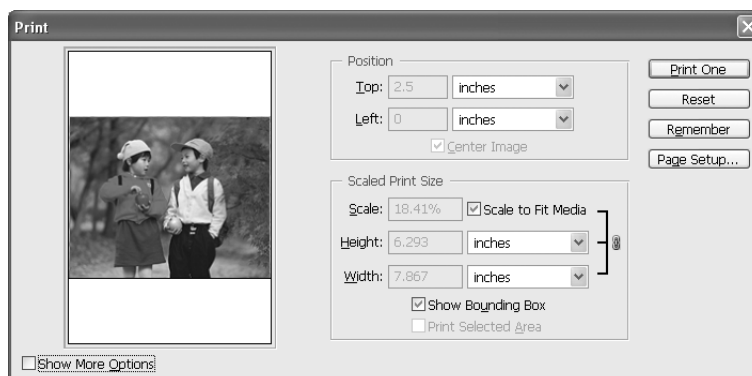 Print
Position
Top: 2.5 inches
Left: 0 inches
Center Image
Scaled Print Size
Scale: 18.41% Scale to Fit Media
Height: 6.293 inches
Width: 7.867 inches
Show Bounding Box
Print Selected Area
Print One
Reset
Remember
Page Setup...
Show More Options